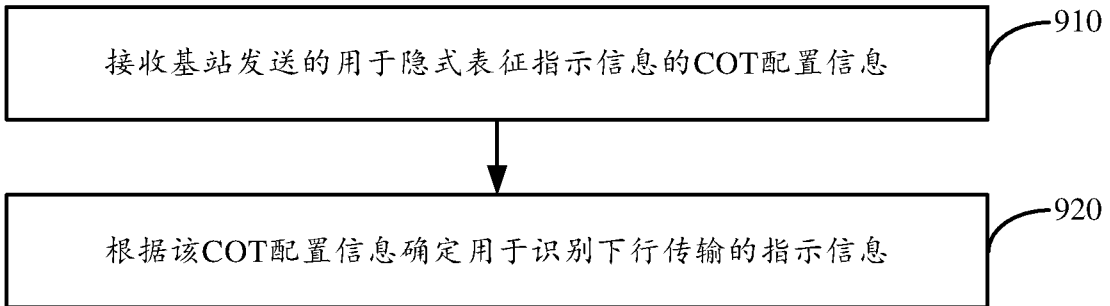 接收基站发送的用于隐式表征指示信息的COT配置信息
910
根据该COT配置信息确定用于识别下行传输的指示信息
920